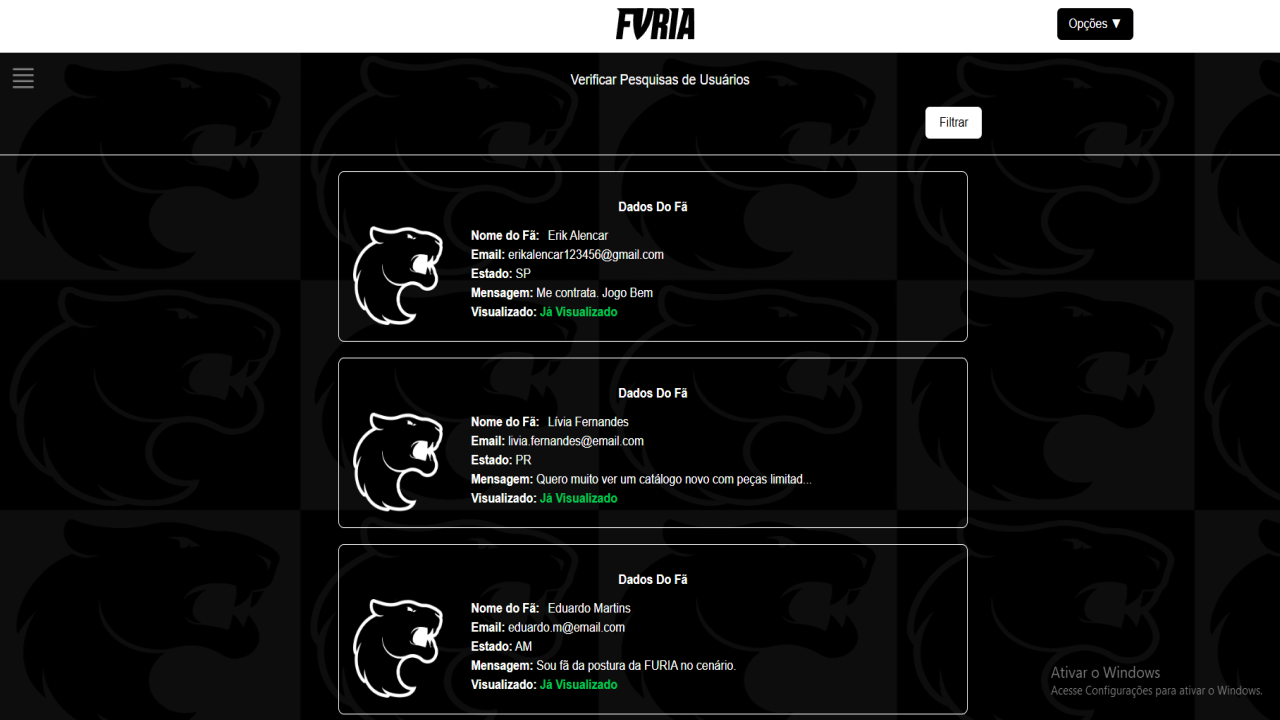 FURIA
Opções ▼
Verificar Pesquisas de Usuários
Filtrar
Dados Do Fã
Nome do Fã: Erik Alencar
Email: erikalencar123456@gmail.com
Estado: SP
Mensagem: Me contrata. Jogo Bem
Visualizado: Já Visualizado
Dados Do Fã
Nome do Fã: Lívia Fernandes
Email: livia.fernandes@email.com
Estado: PR
Mensagem: Quero muito ver um catálogo novo com peças limitad...
Visualizado: Já Visualizado
Dados Do Fã
Nome do Fã: Eduardo Martins
Email: eduardo.m@email.com
Estado: AM
Mensagem: Sou fã da postura da FURIA no cenário.
Visualizado: Já Visualizado
Ativar o Windows
Acesse Configurações para ativar o Windows.